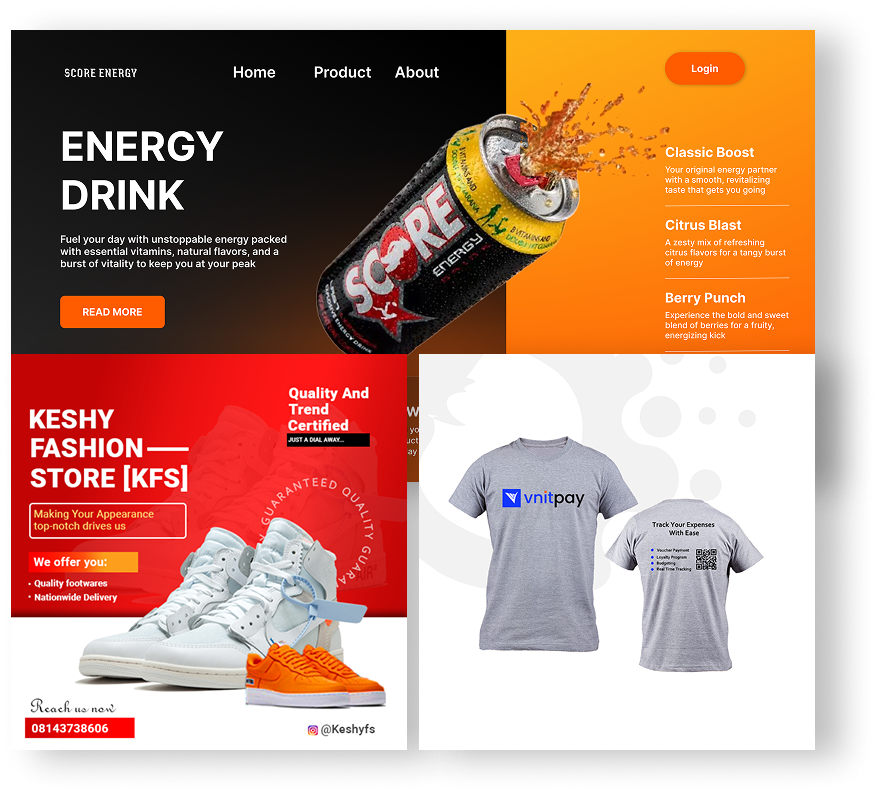 SCORE ENERGY
Home
Product
About
Login
ENERGY
DRINK
Fuel your day with unstoppable energy packed
with essential vitamins, natural flavors, and a
burst of vitality to keep you at your peak
READ MORE
SCORE
ENERGY
B VITAMINS AND
Classic Boost
Your original energy partner
with a smooth, revitalizing
taste that gets you going
Citrus Blast
A zesty mix of refreshing
citrus flavors for a tangy burst
of energy
Berry Punch
Experience the bold and sweet
blend of berries for a fruity,
energizing kick
KESHY
FASHION
STORE [KFS]
Making Your Appearance
top-notch drives us
We offer you:
Quality footwares
Nationwide Delivery
Quality And
Trend
Certified
JUST A DIAL AWAY...
GUARANTEED QUALITY
Reach us now
08143738606
@Keshyfs
vnitpay
Track Your Expenses
With Ease
Voucher Payment
Loyalty Program
Budgeting
Real Time Tracking